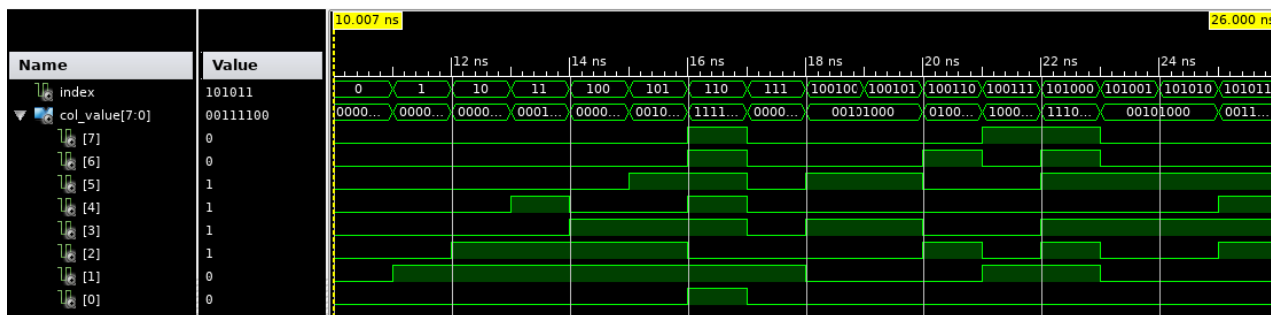 10.007 ns 26.000 ns
Name Value 12 ns 14 ns 16 ns 18 ns 20 ns 22 ns 24 ns
index 101011 0 1 10 11 100 101 110 111 100100 100101 100110 100111 101000 101001 101010 101011
col_value[7:0] 00111100 0000... 0000... 0000... 0001... 0000... 0010... 1111... 0000... 00101000 0100... 1000... 1110... 00101000 0011...
[7] 0
[6] 0
[5] 1
[4] 1
[3] 1
[2] 1
[1] 0
[0] 0